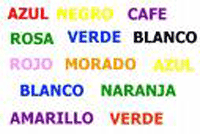 AZUL NEGRO CAFE
ROSA VERDE BLANCO
ROJO MORADO AZUL
BLANCO NARANJA
AMARILLO VERDE